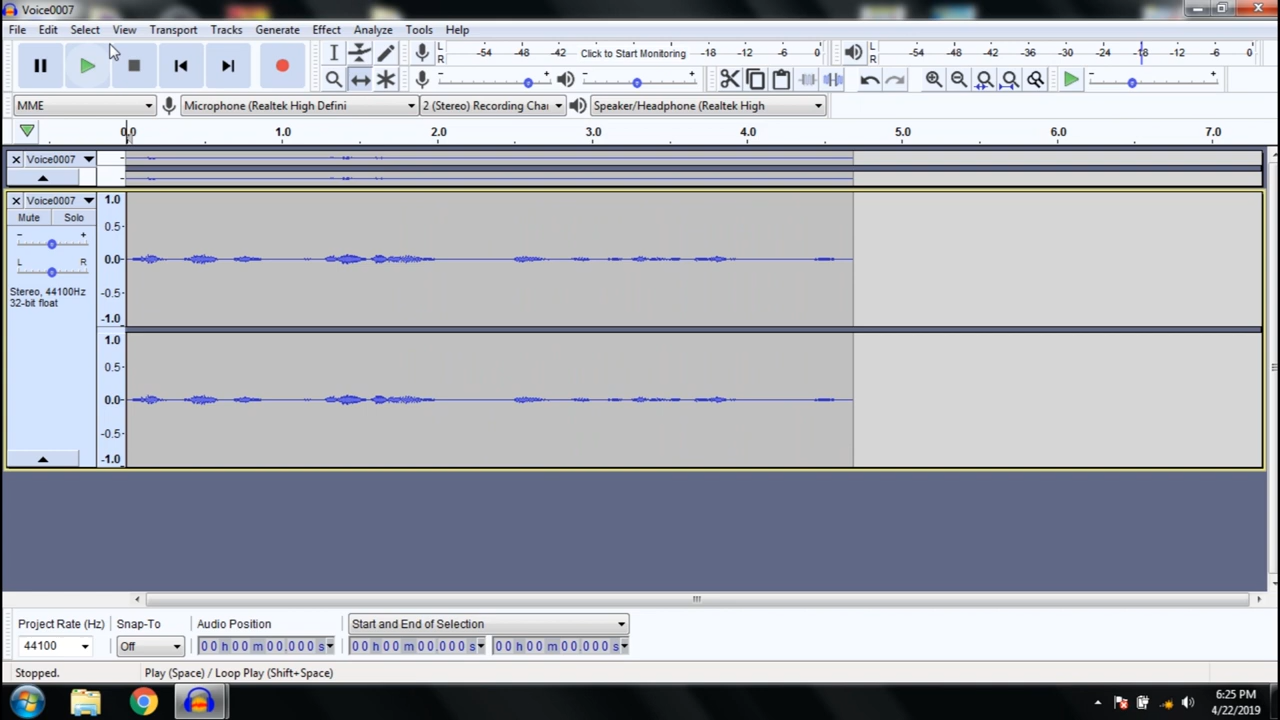 Voice0007
File Edit Select View Transport Tracks Generate Effect Analyze Tools Help
L R -54 -48 -42 Click to Start Monitoring -18 -12 -6 0 L R -54 -48 -42 -36 -30 -24 -18 -12 -6 0
- + - + - +
MME Microphone (Realtek High Defini 2 (Stereo) Recording Chai Speaker/Headphone (Realtek High
0.0 1.0 2.0 3.0 4.0 5.0 6.0 7.0
Voice0007
Voice0007 1.0
Mute Solo
- + 0.5
L R 0.0
Stereo, 44100Hz -0.5
32-bit float
-1.0
1.0
0.5
0.0
-0.5
-1.0
Project Rate (Hz) Snap-To Audio Position Start and End of Selection
44100 Off 00 h 00 m 00.000 s 00 h 00 m 00.000 s 00 h 00 m 00.000 s
Stopped. Play (Space) / Loop Play (Shift+Space)
6:25 PM
4/22/2019